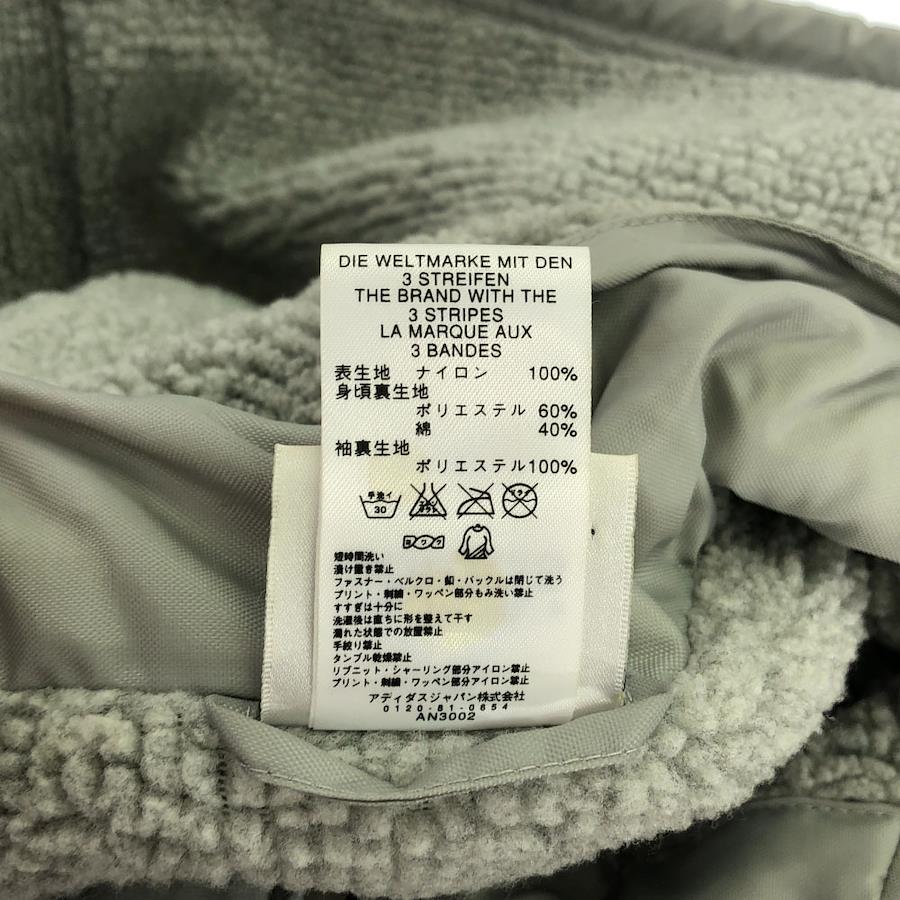 DIE WELTMARKE MIT DEN
3 STREIFEN
THE BRAND WITH THE
3 STRIPES
LA MARQUE AUX
3 BANDES
表生地 ナイロン 100%
身頃裏生地
ポリエステル 60%
綿 40%
袖裏生地
ポリエステル100%
手洗イ
30
短時間洗い
漬け置き禁止
ファスナー・ベルクロ・釦・バックルは閉じて洗う
プリント・刺繍・ワッペン部分もみ洗い禁止
すすぎは十分に
洗濯後は直ちに形を整えて干す
濡れた状態での放置禁止
手絞り禁止
タンブル乾燥禁止
リブニット・シャーリング部分アイロン禁止
プリント・刺繍・ワッペン部分アイロン禁止
アディダスジャパン株式会社
0120-81-0654
AN3002